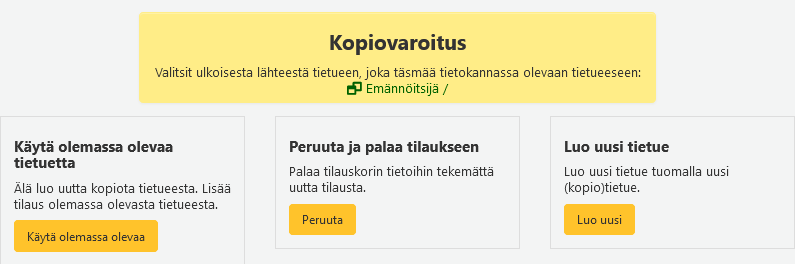 Kopiovaroitus
Valitsit ulkoisesta lähteestä tietueen, joka täsmää tietokannassa olevaan tietueeseen:
Emännöitsijä /
Käytä olemassa olevaa
tietuetta
Älä luo uutta kopiota tietueesta. Lisää
tilaus olemassa olevasta tietueesta.
Käytä olemassa olevaa
Peruuta ja palaa tilaukseen
Palaa tilauskorin tietoihin tekemättä
uutta tilausta.
Peruuta
Luo uusi tietue
Luo uusi tietue tuomalla uusi
(kopio)tietue.
Luo uusi